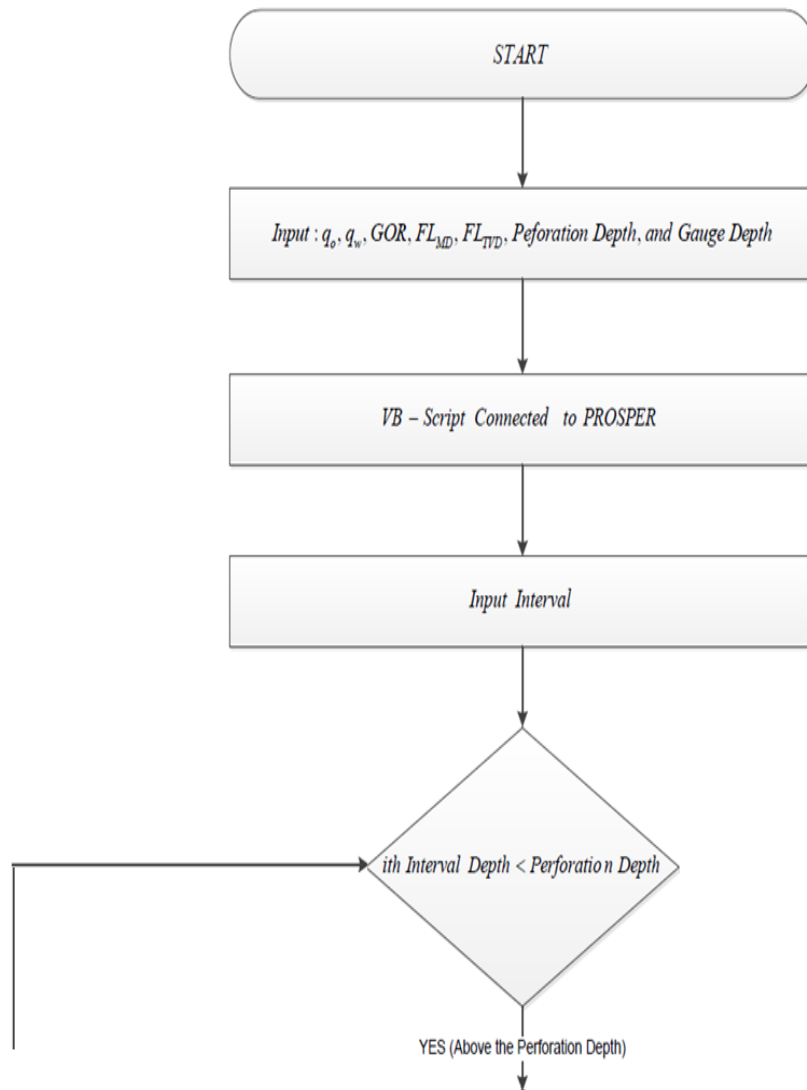 START
Input : q_o, q_w, GOR, FL_MD, FL_TVD, Peforation Depth, and Gauge Depth
VB – Script Connected to PROSPER
Input Interval
ith Interval Depth < Perforation Depth
YES (Above the Perforation Depth)